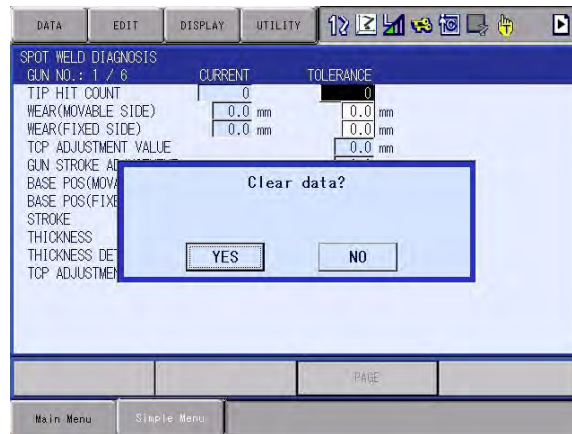 DATA EDIT DISPLAY UTILITY
SPOT WELD DIAGNOSIS
GUN NO.: 1 / 6 CURRENT TOLERANCE
TIP HIT COUNT 0 0
WEAR(MOVABLE SIDE) 0.0 mm 0.0 mm
WEAR(FIXED SIDE) 0.0 mm 0.0 mm
TCP ADJUSTMENT VALUE 0.0 mm
GUN STROKE
BASE POS(MOVA
BASE POS(FIXE
STROKE
THICKNESS
THICKNESS DET
TCP ADJUSTMEN
Clear data?
YES NO
PAGE
Main Menu Simple Menu